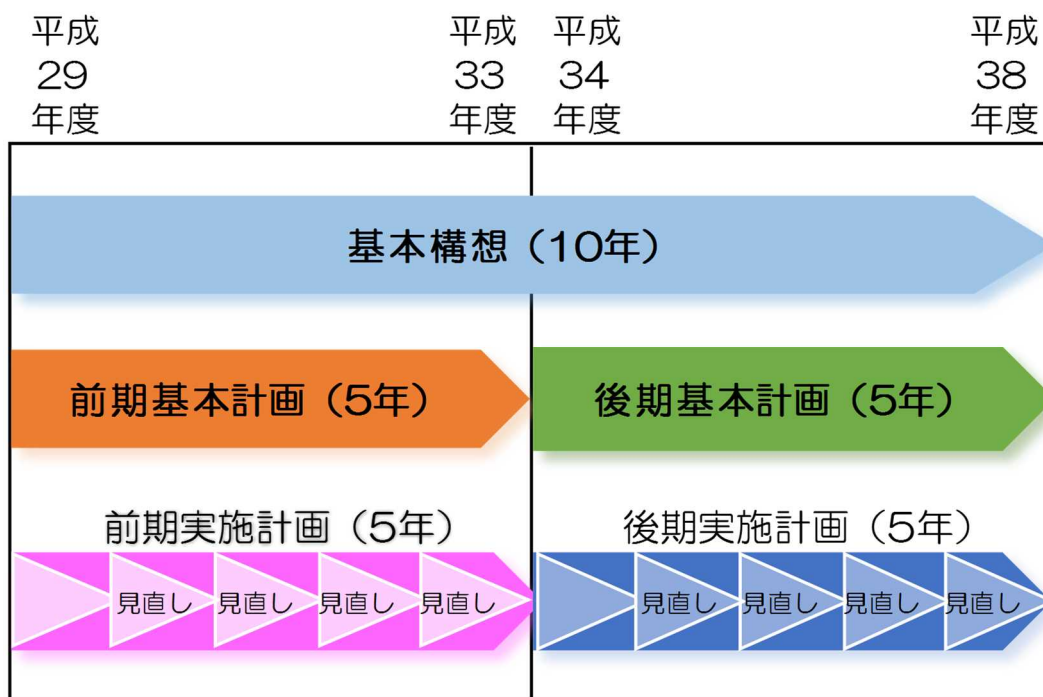 平成
29
年度
平成
33
年度
平成
34
年度
平成
38
年度
基本構想（10年）
前期基本計画（5年）
後期基本計画（5年）
前期実施計画（5年）
後期実施計画（5年）
見直し
見直し
見直し
見直し
見直し
見直し
見直し
見直し